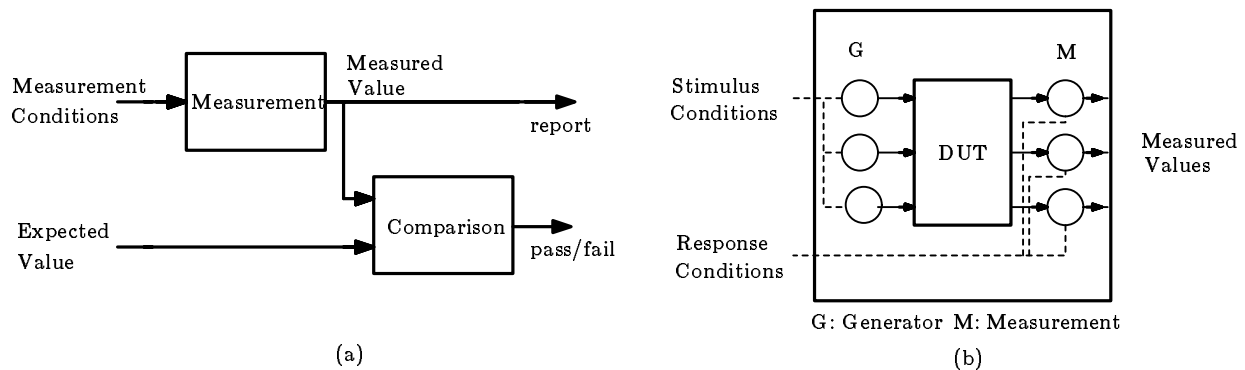 Measurement
Conditions
Measurement
Measured
Value
report
Expected
Value
Comparison
pass/fail
(a)
G
M
Stimulus
Conditions
DUT
Measured
Values
Response
Conditions
G: Generator M: Measurement
(b)